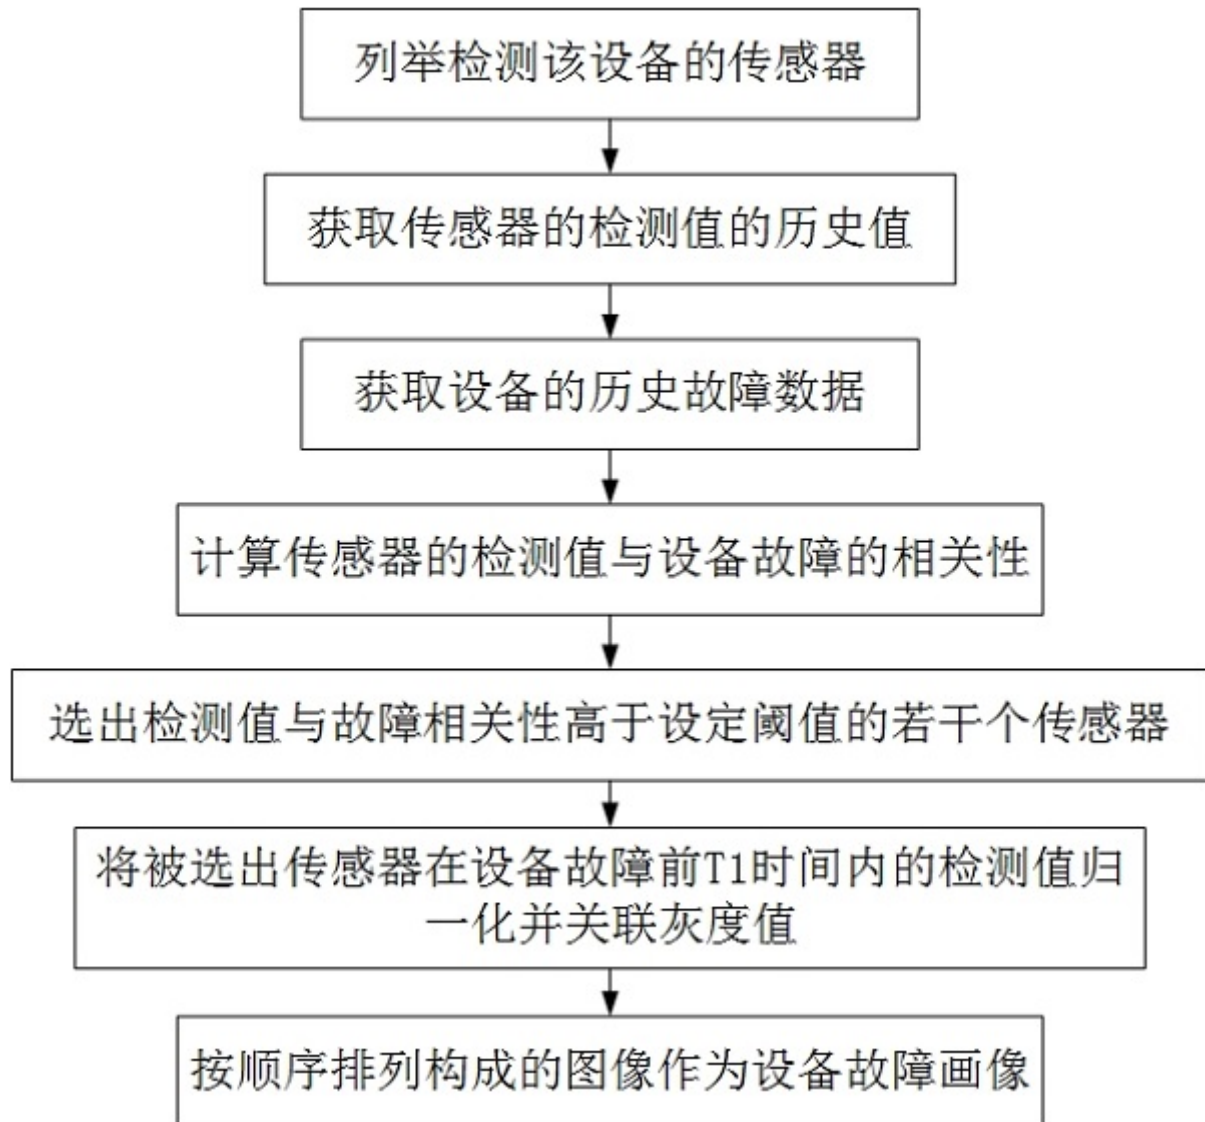 列举检测该设备的传感器
获取传感器的检测值的历史值
获取设备的历史故障数据
计算传感器的检测值与设备故障的相关性
选出检测值与故障相关性高于设定阈值的若干个传感器
将被选出传感器在设备故障前T1时间内的检测值归
一化并关联灰度值
按顺序排列构成的图像作为设备故障画像